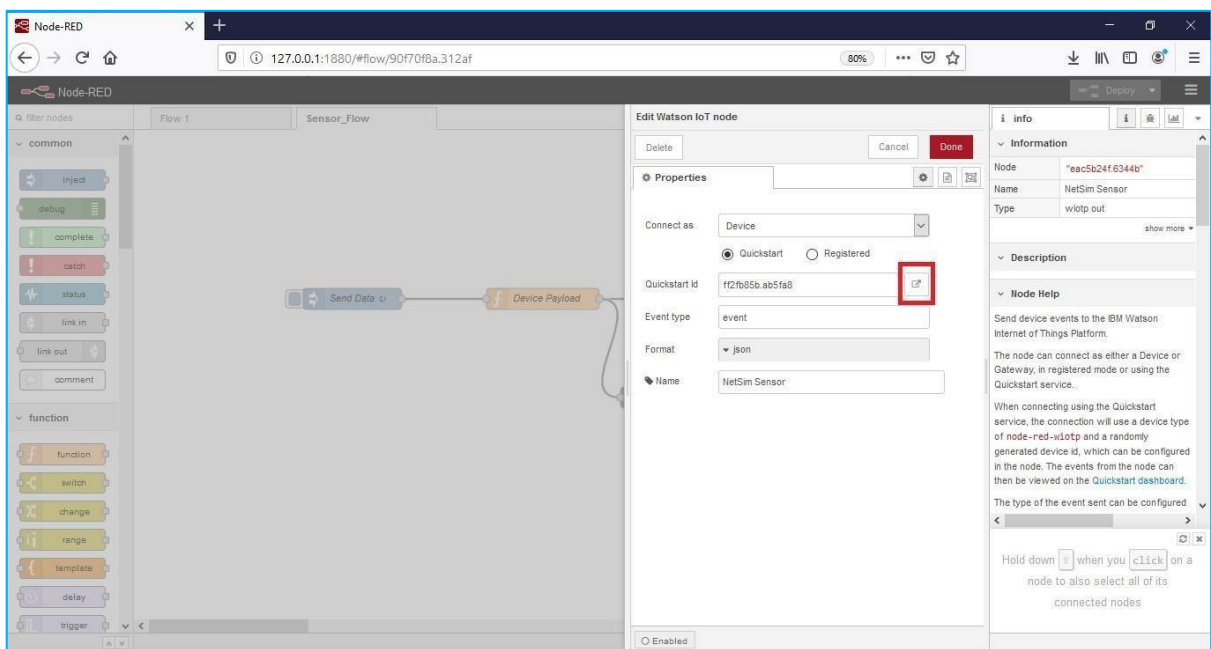 Node-RED
127.0.0.1:1880/#flow/90f70f8a.312af
80%
Node-RED
Deploy
filter nodes
Flow 1
Sensor_Flow
common
inject
debug
complete
catch
status
link in
link out
comment
function
function
switch
change
range
template
delay
trigger
Send Data
Device Payload
Edit Watson IoT node
Delete
Cancel
Done
Properties
Connect as
Device
Quickstart
Registered
Quickstart Id
ff2fb85b.ab5fa8
Event type
event
Format
json
Name
NetSim Sensor
Enabled
i info
Information
Node "eac5b24f.6344b"
Name NetSim Sensor
Type wiotp out
show more
Description
Node Help
Send device events to the IBM Watson
Internet of Things Platform.
The node can connect as either a Device or
Gateway, in registered mode or using the
Quickstart service.
When connecting using the Quickstart
service, the connection will use a device type
of node-red-wiotp and a randomly
generated device id, which can be configured
in the node. The events from the node can
then be viewed on the Quickstart dashboard.
The type of the event sent can be configured
Hold down ⇧ when you click on a
node to also select all of its
connected nodes